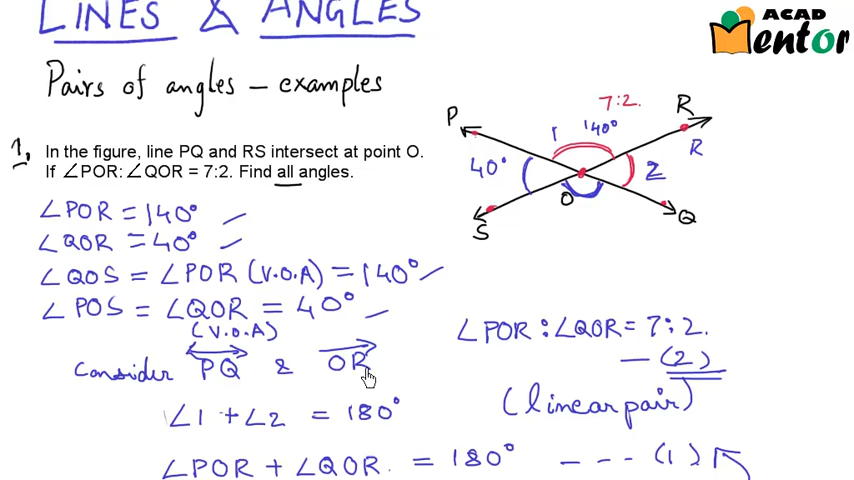 LINES & ANGLES
ACAD
mentor
Pairs of angles – examples
1. In the figure, line PQ and RS intersect at point O.
If ∠POR:∠QOR = 7:2. Find all angles.
7:2.
P
R
1
140°
R
40°
2
O
S
Q
∠POR = 140°
∠QOR = 40°
∠QOS = ∠POR (V.O.A) = 140°
∠POS = ∠QOR = 40°
(V.O.A)
∠POR : ∠QOR = 7:2.
— (2)
Consider PQ & OR
(linear pair)
∠1 + ∠2 = 180°
∠POR + ∠QOR. = 180° --- (1)